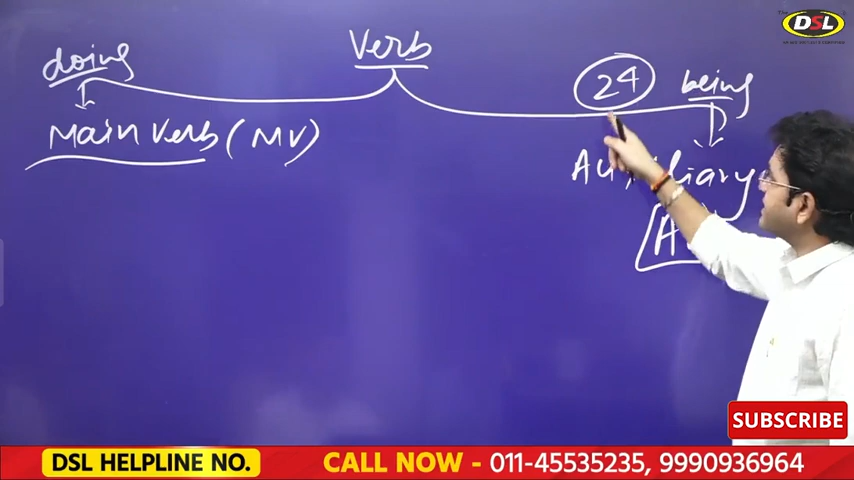 Verb
doing
24 being
Main Verb (MV)
DSL
SUBSCRIBE
DSL HELPLINE NO. CALL NOW - 011-45535235, 9990936964